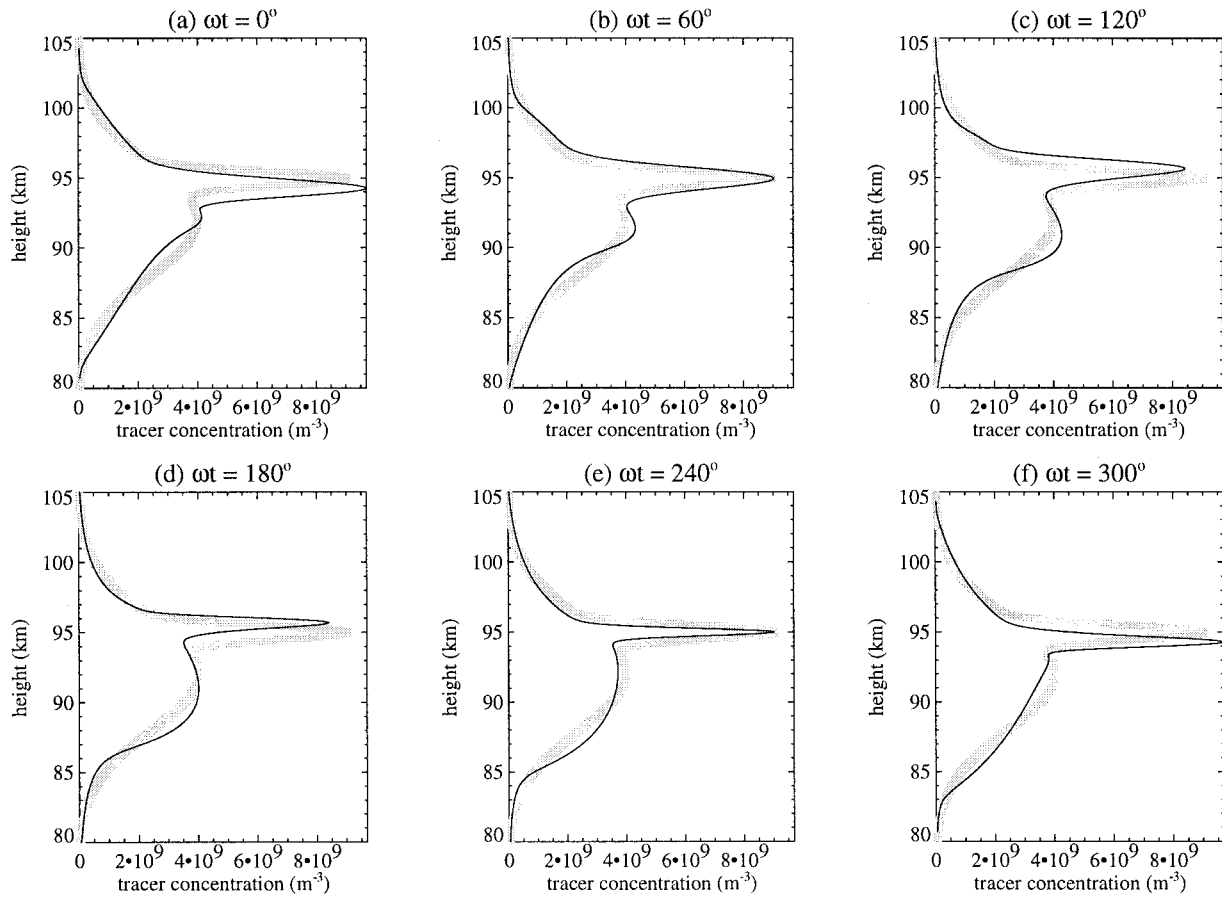 (a) ωt = 0°
(b) ωt = 60°
(c) ωt = 120°
105
100
95
90
85
80
height (km)
0 2•10⁹ 4•10⁹ 6•10⁹ 8•10⁹
tracer concentration (m⁻³)
105
100
95
90
85
80
height (km)
0 2•10⁹ 4•10⁹ 6•10⁹ 8•10⁹
tracer concentration (m⁻³)
105
100
95
90
85
80
height (km)
0 2•10⁹ 4•10⁹ 6•10⁹ 8•10⁹
tracer concentration (m⁻³)
(d) ωt = 180°
(e) ωt = 240°
(f) ωt = 300°
105
100
95
90
85
80
height (km)
0 2•10⁹ 4•10⁹ 6•10⁹ 8•10⁹
tracer concentration (m⁻³)
105
100
95
90
85
80
height (km)
0 2•10⁹ 4•10⁹ 6•10⁹ 8•10⁹
tracer concentration (m⁻³)
105
100
95
90
85
80
height (km)
0 2•10⁹ 4•10⁹ 6•10⁹ 8•10⁹
tracer concentration (m⁻³)